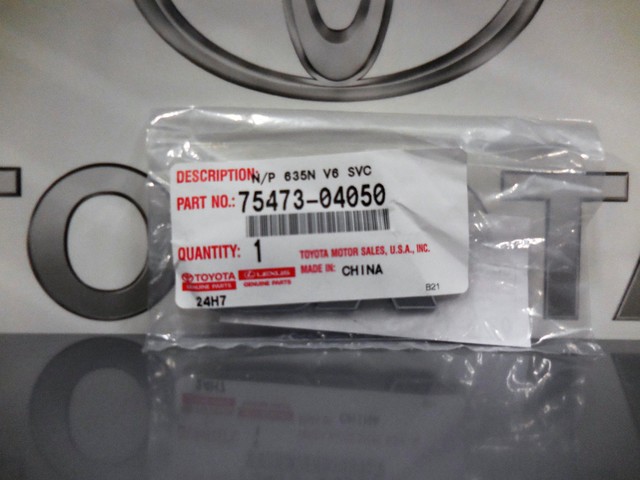 DESCRIPTION:
N/P 635N V6 SVC
PART NO.: 75473-04050
QUANTITY: 1
TOYOTA MOTOR SALES, U.S.A., INC.
TOYOTA
GENUINE PARTS
LEXUS
GENUINE PARTS
MADE IN: CHINA
24H7
B21